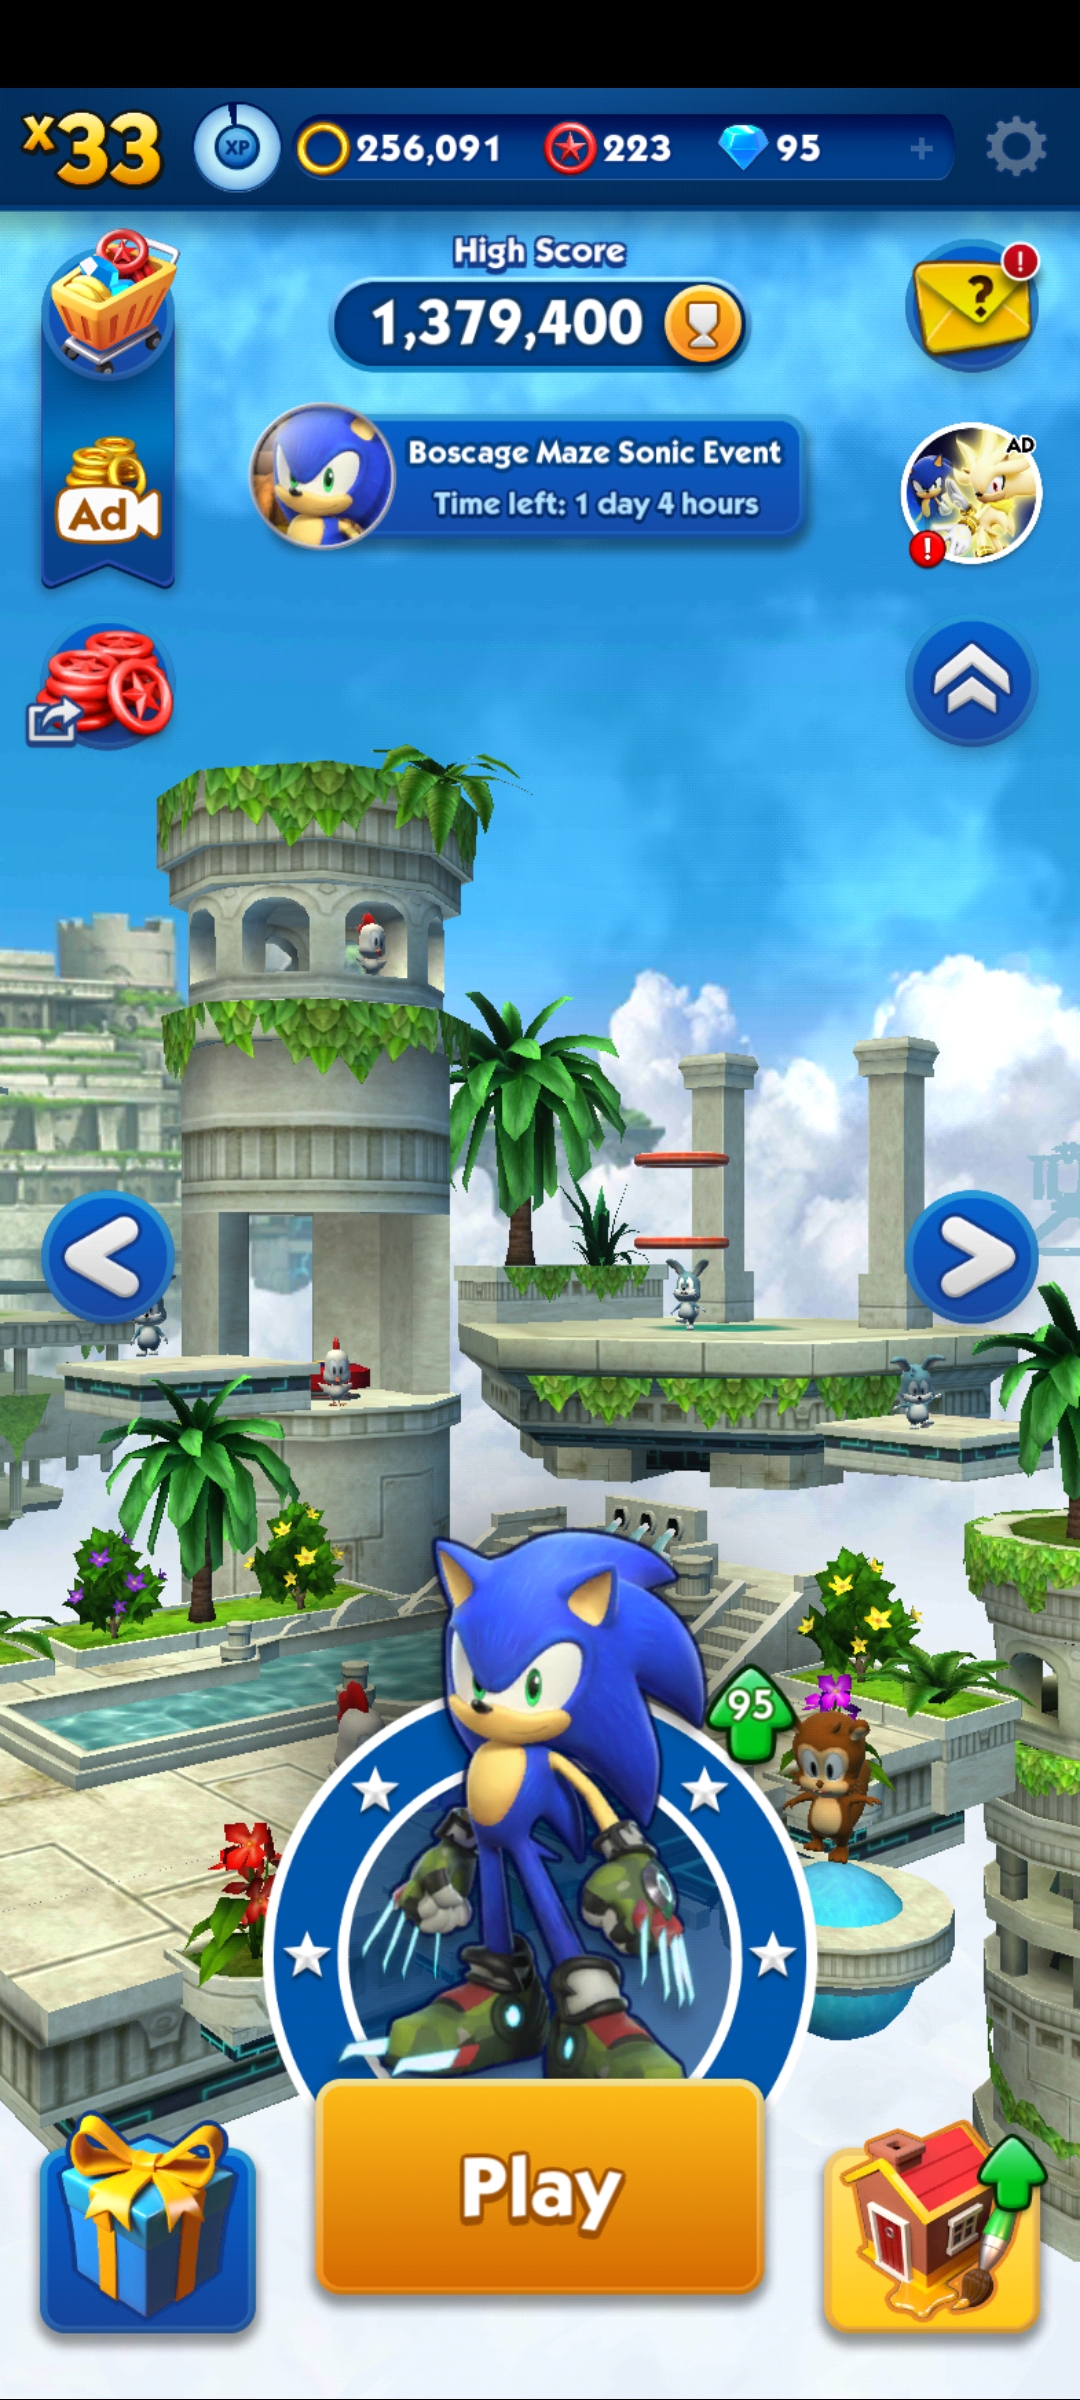 x33
XP
256,091
223
95
+
High Score
1,379,400
?
!
Boscage Maze Sonic Event
Time left: 1 day 4 hours
AD
!
Ad
95
Play